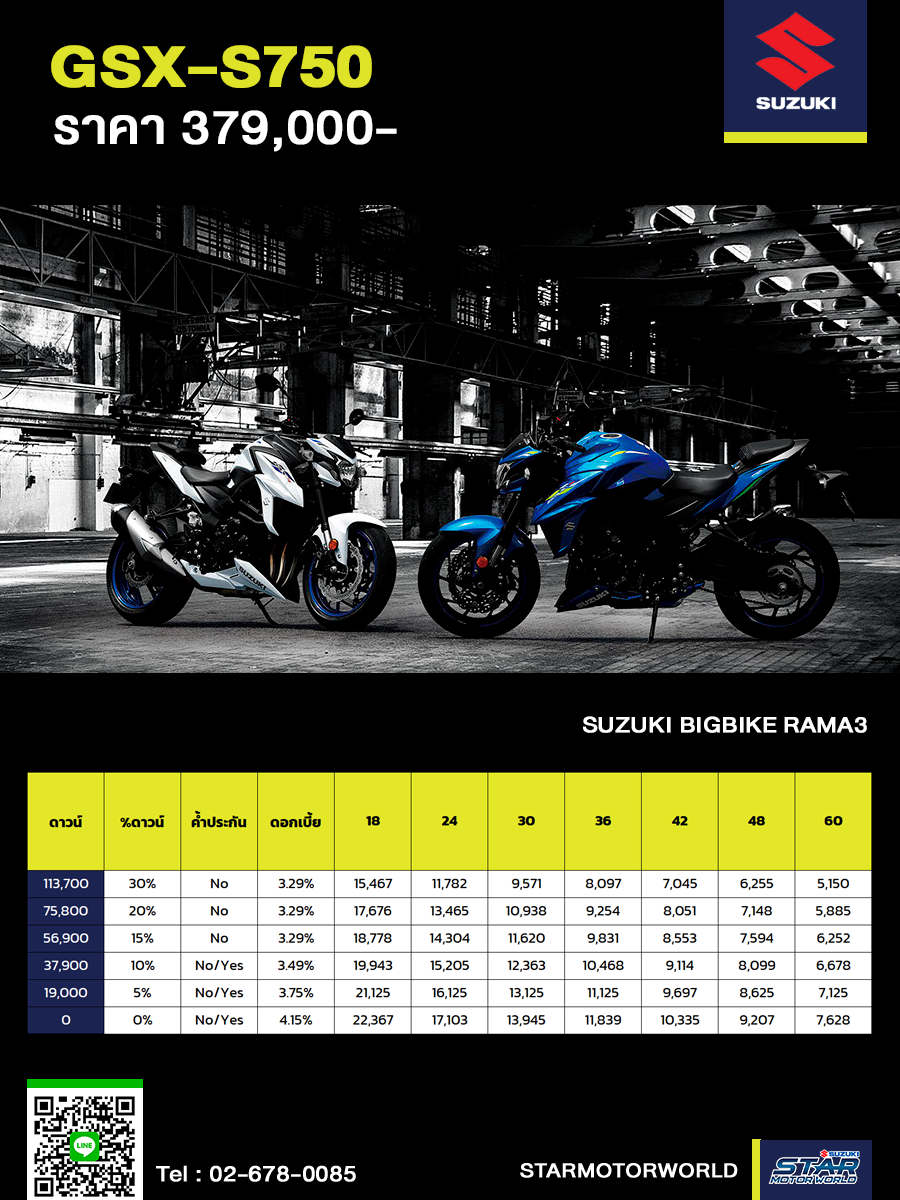 GSX-S750
ราคา 379,000-
SUZUKI
SUZUKI
SUZUKI
SUZUKI BIGBIKE RAMA3
ดาวน์ %ดาวน์ ค้ำประกัน ดอกเบี้ย 18 24 30 36 42 48 60
113,700 30% No 3.29% 15,467 11,782 9,571 8,097 7,045 6,255 5,150
75,800 20% No 3.29% 17,676 13,465 10,938 9,254 8,051 7,148 5,885
56,900 15% No 3.29% 18,778 14,304 11,620 9,831 8,553 7,594 6,252
37,900 10% No/Yes 3.49% 19,943 15,205 12,363 10,468 9,114 8,099 6,678
19,000 5% No/Yes 3.75% 21,125 16,125 13,125 11,125 9,697 8,625 7,125
0 0% No/Yes 4.15% 22,367 17,103 13,945 11,839 10,335 9,207 7,628
LINE
Tel : 02-678-0085
STARMOTORWORLD
SUZUKI
STAR
MOTOR WORLD